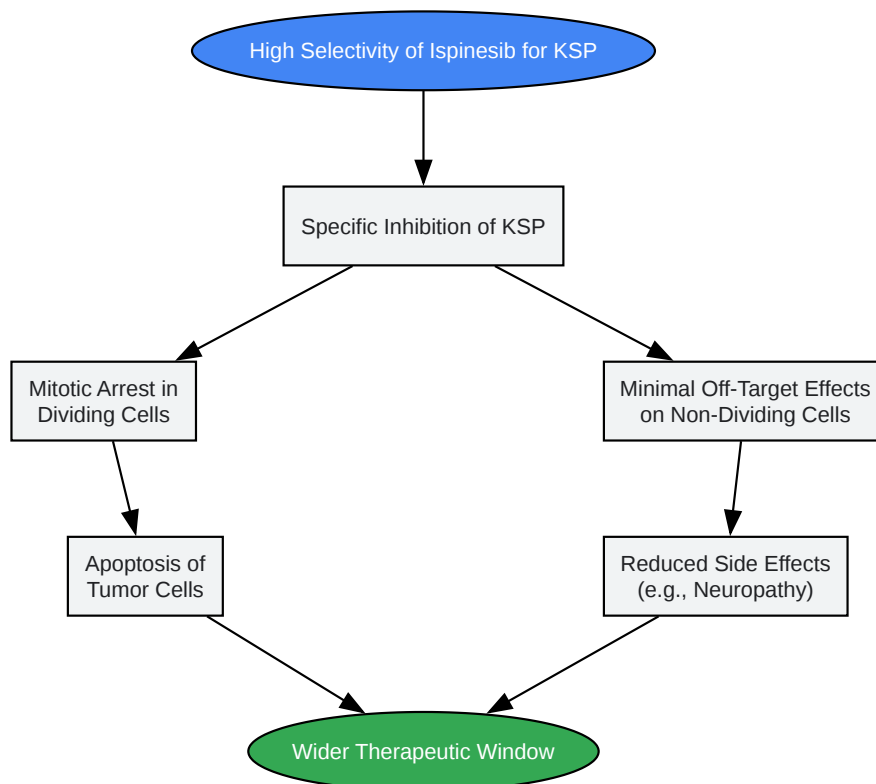 High Selectivity of Ispinesib for KSP
Specific Inhibition of KSP
Mitotic Arrest in
Dividing Cells
Minimal Off-Target Effects
on Non-Dividing Cells
Apoptosis of
Tumor Cells
Reduced Side Effects
(e.g., Neuropathy)
Wider Therapeutic Window